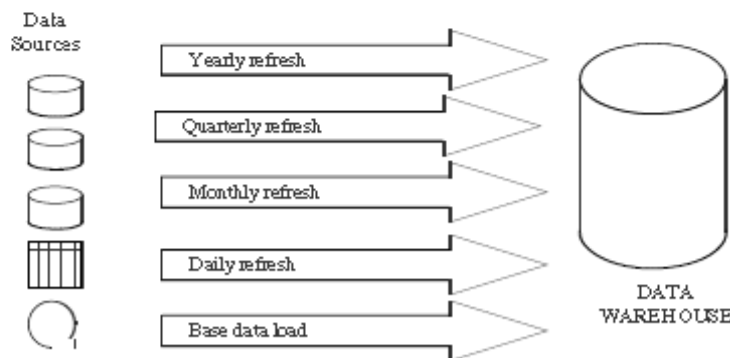 Data
Sources
Yearly refresh
Quarterly refresh
Monthly refresh
Daily refresh
Base data load
DATA
WAREHOUSE